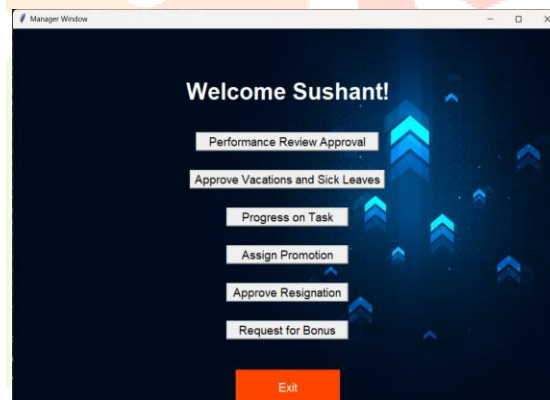 Manager Window
Welcome Sushant!
Performance Review Approval
Approve Vacations and Sick Leaves
Progress on Task
Assign Promotion
Approve Resignation
Request for Bonus
Exit